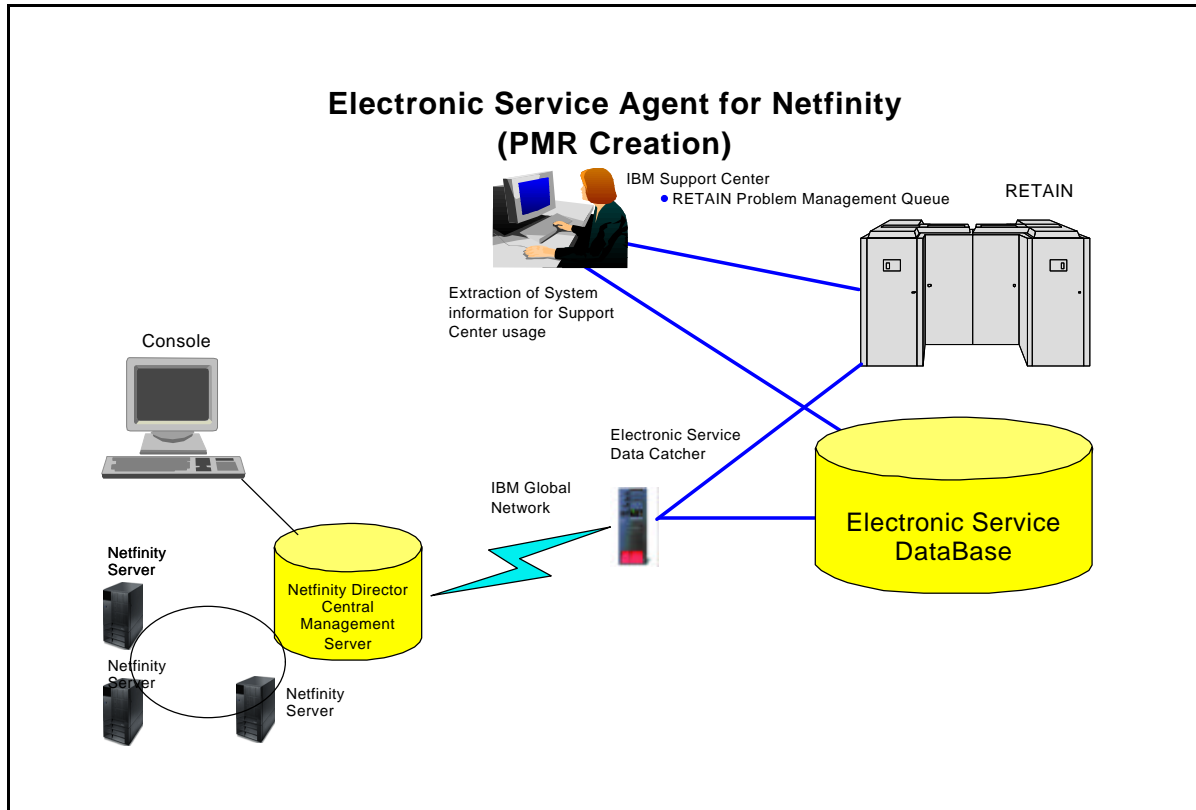 Electronic Service Agent for Netfinity
(PMR Creation)
IBM Support Center
• RETAIN Problem Management Queue
RETAIN
Extraction of System
information for Support
Center usage
Console
Electronic Service
Data Catcher
IBM Global
Network
Electronic Service
DataBase
Netfinity
Server
Netfinity Director
Central
Management
Server
Netfinity
Server
Netfinity
Server